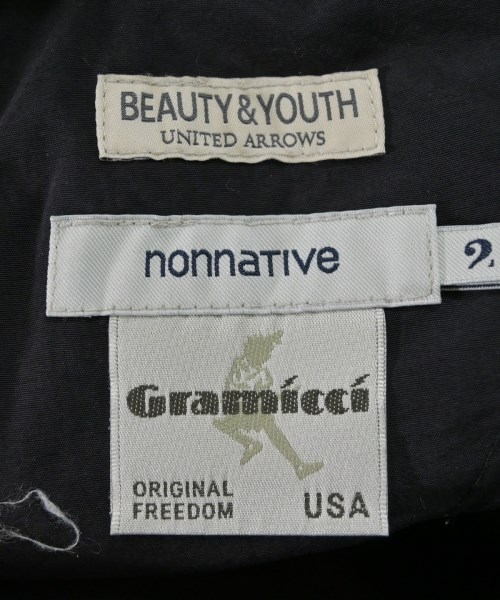 BEAUTY&YOUTH
UNITED ARROWS
nonnative
2
Gramicci
ORIGINAL
FREEDOM
USA